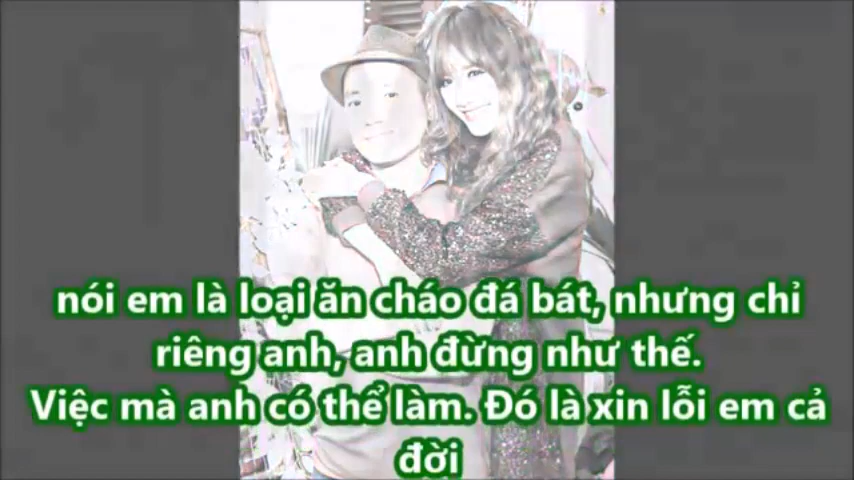 nói em là loại ăn cháo đá bát, nhưng chỉ
riêng anh, anh đừng như thế.
Việc mà anh có thể làm. Đó là xin lỗi em cả
đời